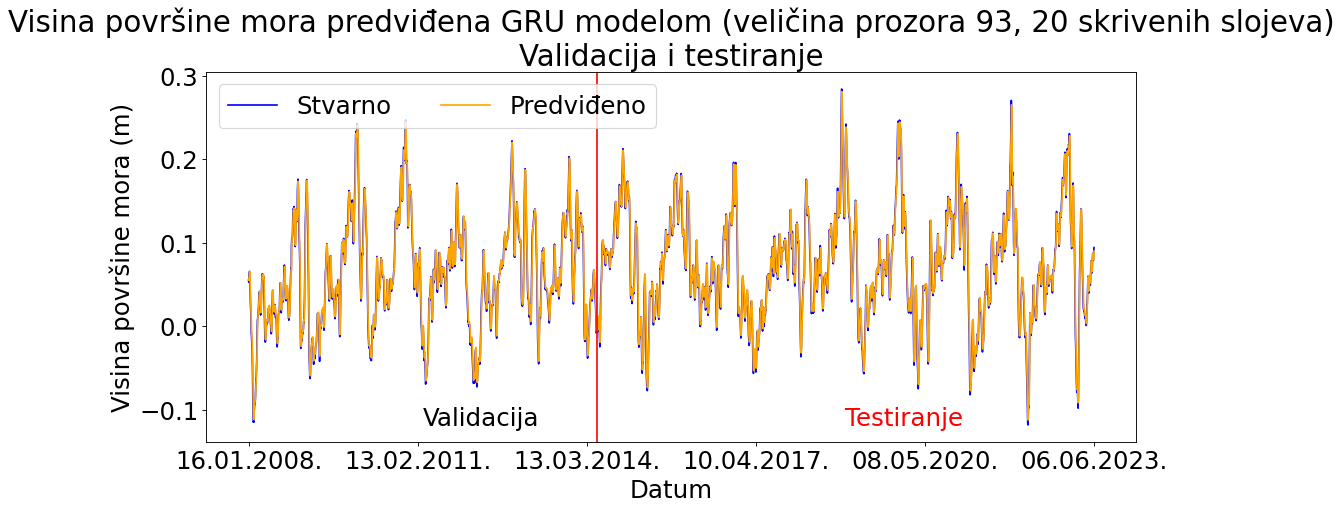 Visina površine mora predviđena GRU modelom (veličina prozora 93, 20 skrivenih slojeva)
Validacija i testiranje
Stvarno Predviđeno
Visina površine mora (m)
0.3
0.2
0.1
0.0
−0.1
Validacija Testiranje
16.01.2008. 13.02.2011. 13.03.2014. 10.04.2017. 08.05.2020. 06.06.2023.
Datum